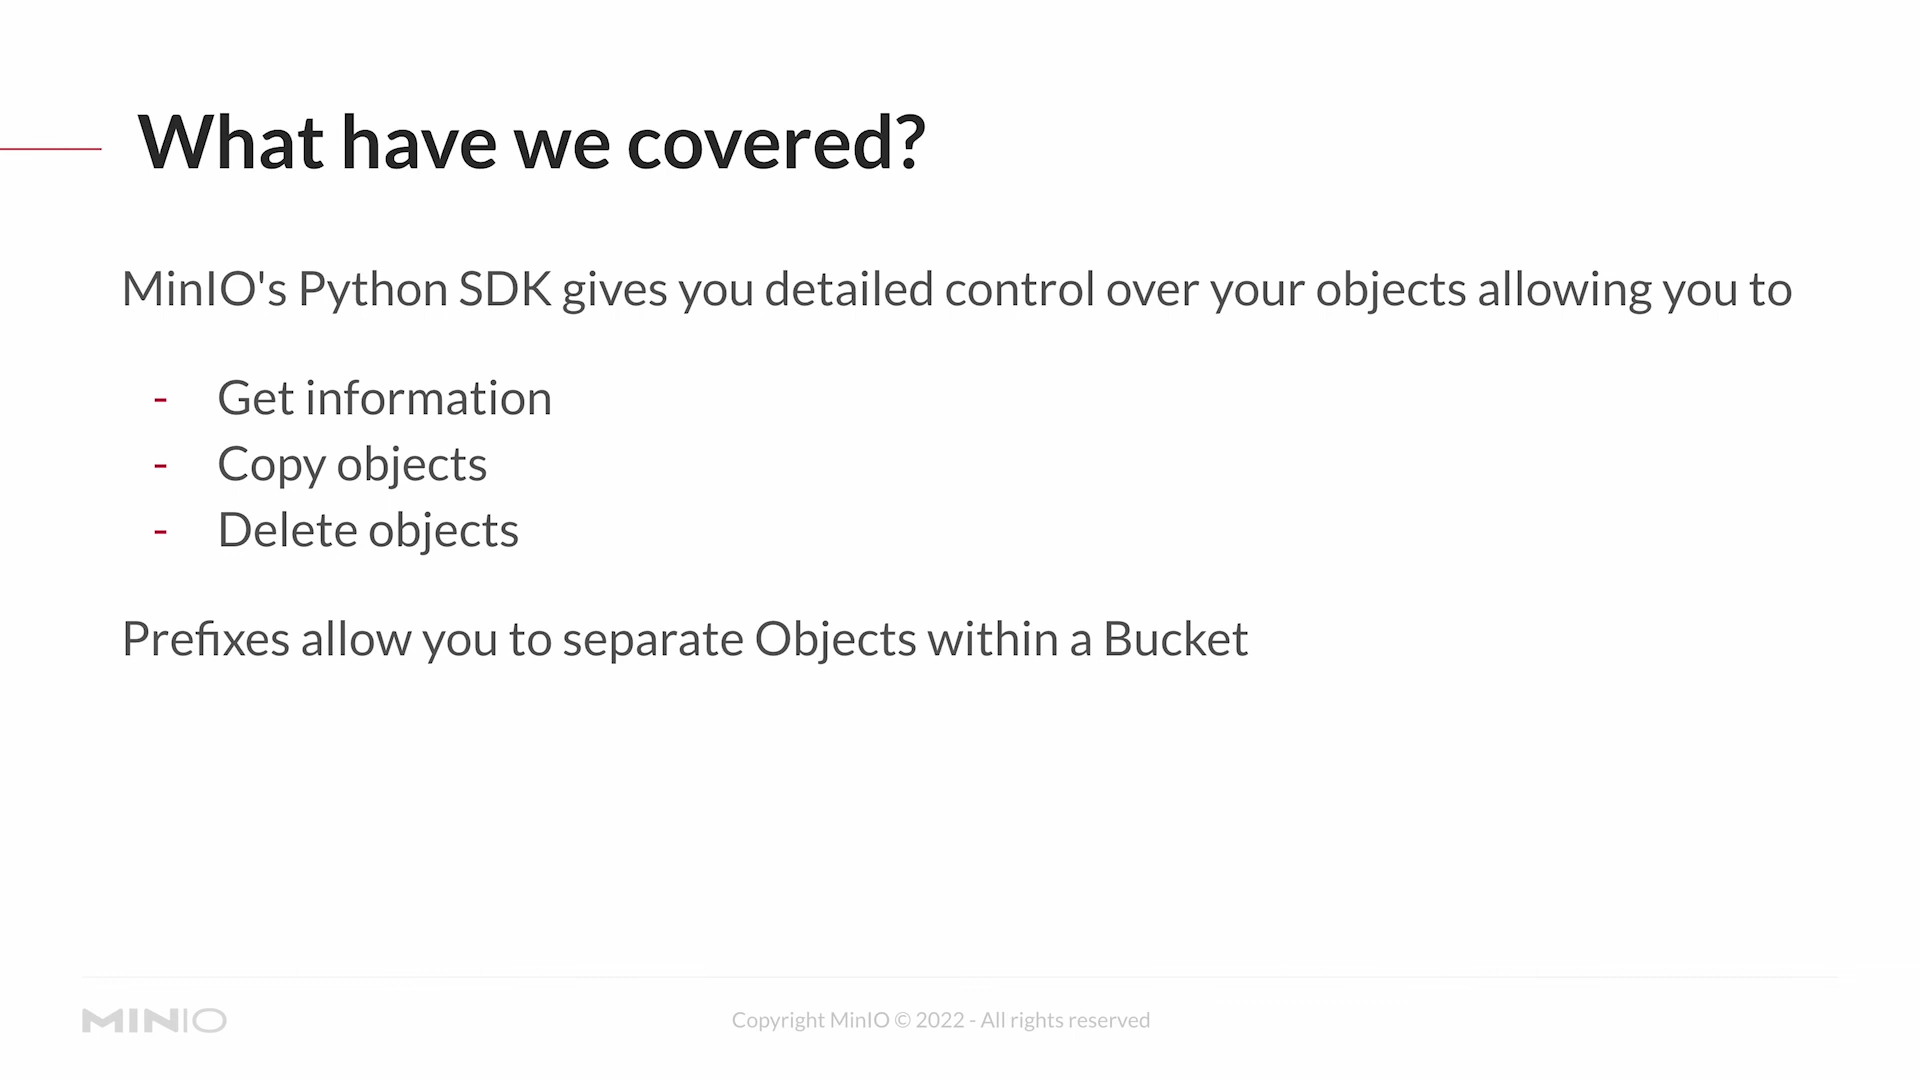 What have we covered?
MinIO's Python SDK gives you detailed control over your objects allowing you to
- Get information
- Copy objects
- Delete objects
Prefixes allow you to separate Objects within a Bucket
MINIO
Copyright MinIO © 2022 - All rights reserved